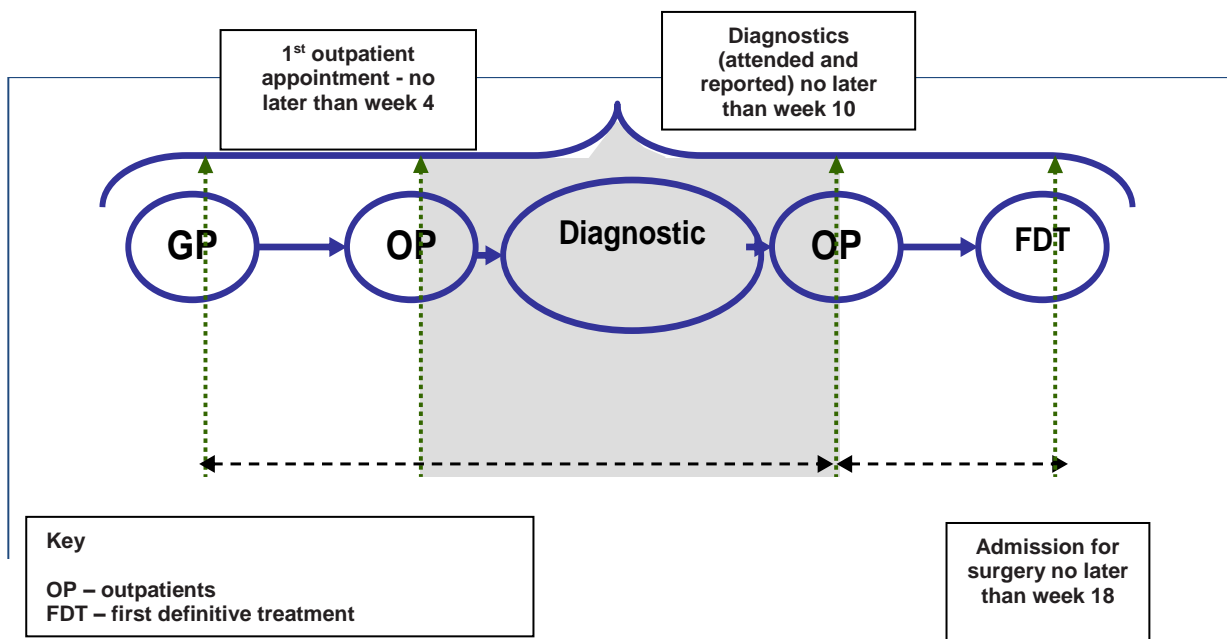 1st outpatient
appointment - no
later than week 4
Diagnostics
(attended and
reported) no later
than week 10
GP
OP
Diagnostic
OP
FDT
Key
OP – outpatients
FDT – first definitive treatment
Admission for
surgery no later
than week 18